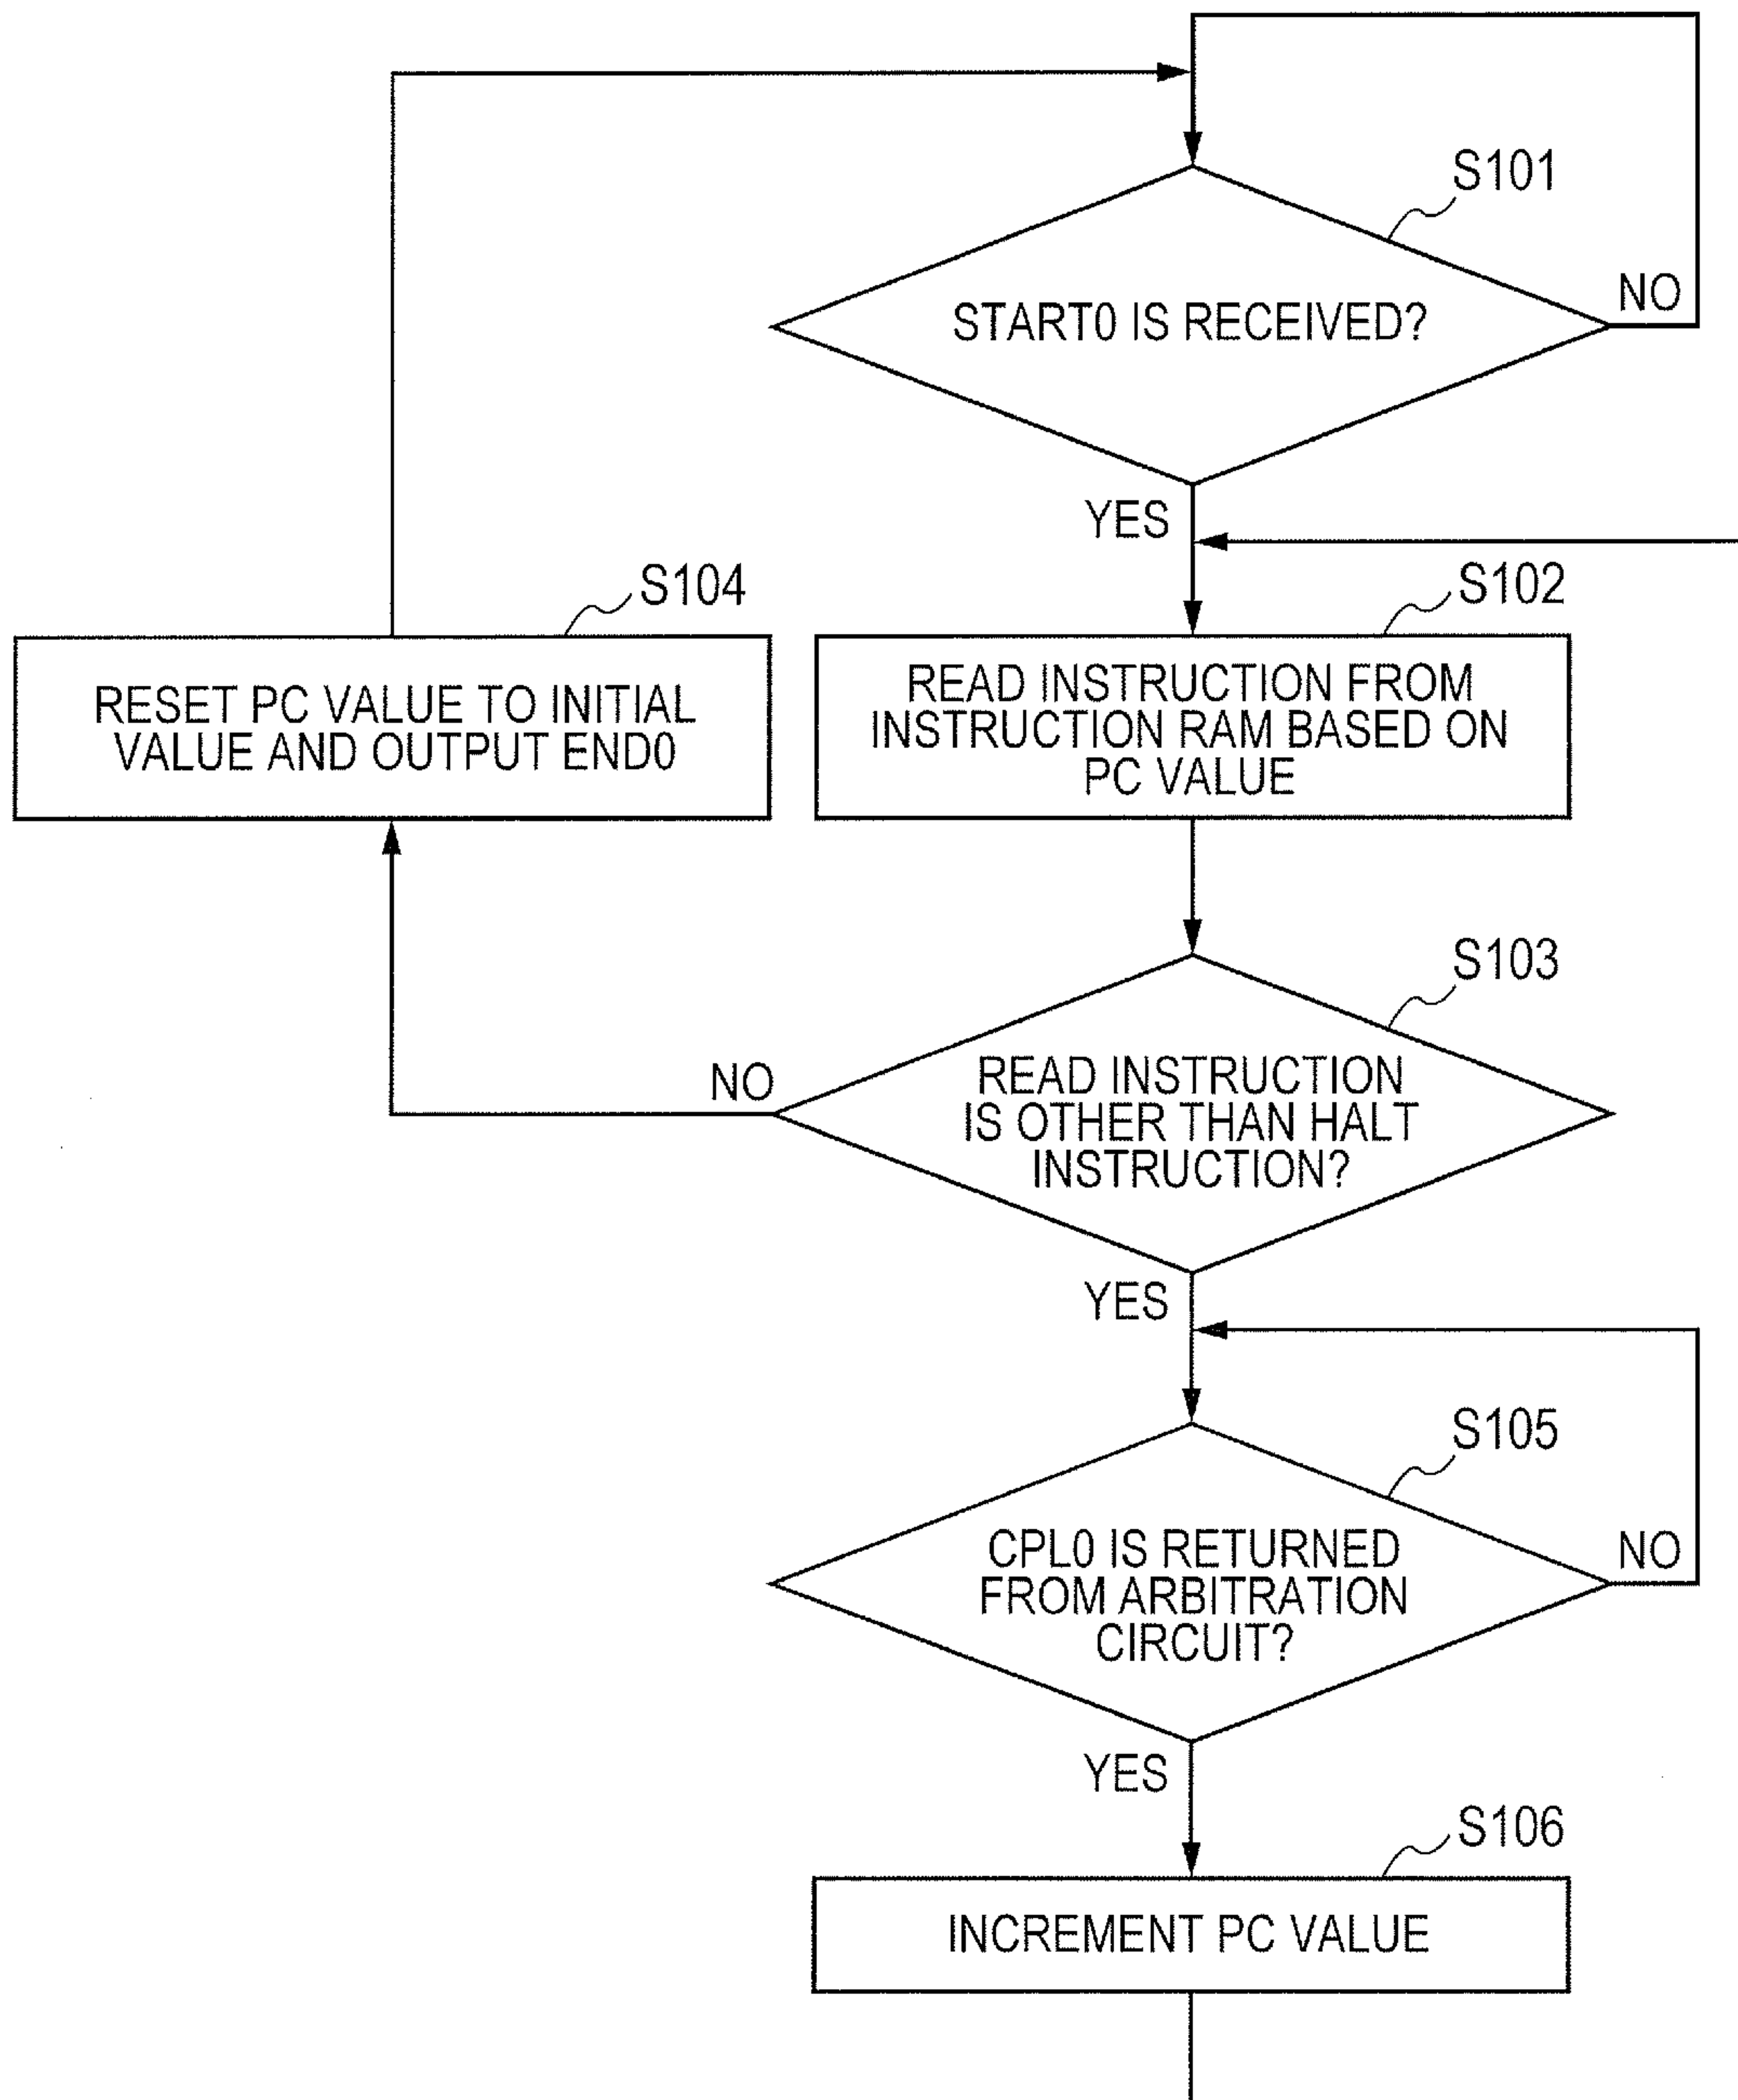 S101
START0 IS RECEIVED?
NO
YES
S104
S102
RESET PC VALUE TO INITIAL
VALUE AND OUTPUT END0
READ INSTRUCTION FROM
INSTRUCTION RAM BASED ON
PC VALUE
S103
NO
READ INSTRUCTION
IS OTHER THAN HALT
INSTRUCTION?
YES
S105
CPL0 IS RETURNED
FROM ARBITRATION
CIRCUIT?
NO
YES
S106
INCREMENT PC VALUE